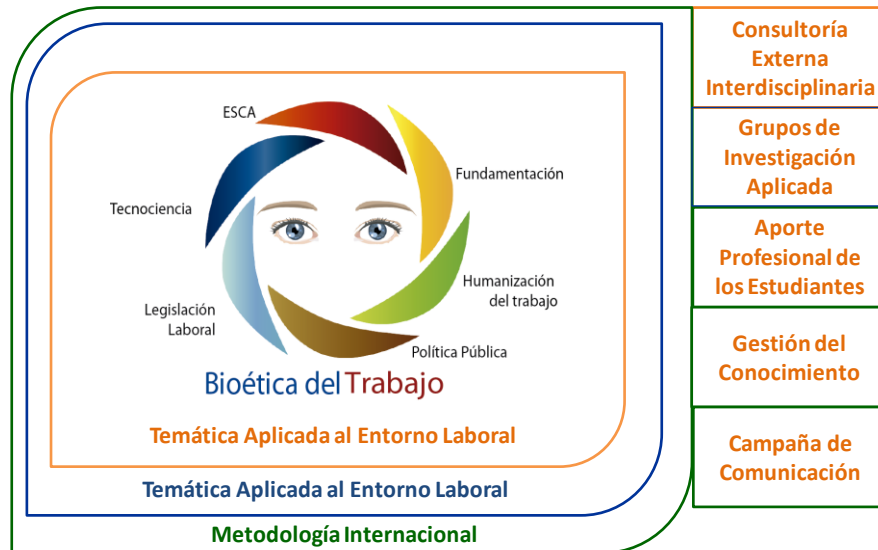 ESCA
Fundamentación
Tecnociencia
Humanización
del trabajo
Legislación
Laboral
Política Pública
Bioética del Trabajo
Temática Aplicada al Entorno Laboral
Temática Aplicada al Entorno Laboral
Metodología Internacional
Consultoría
Externa
Interdisciplinaria
Grupos de
Investigación
Aplicada
Aporte
Profesional de
los Estudiantes
Gestión del
Conocimiento
Campaña de
Comunicación